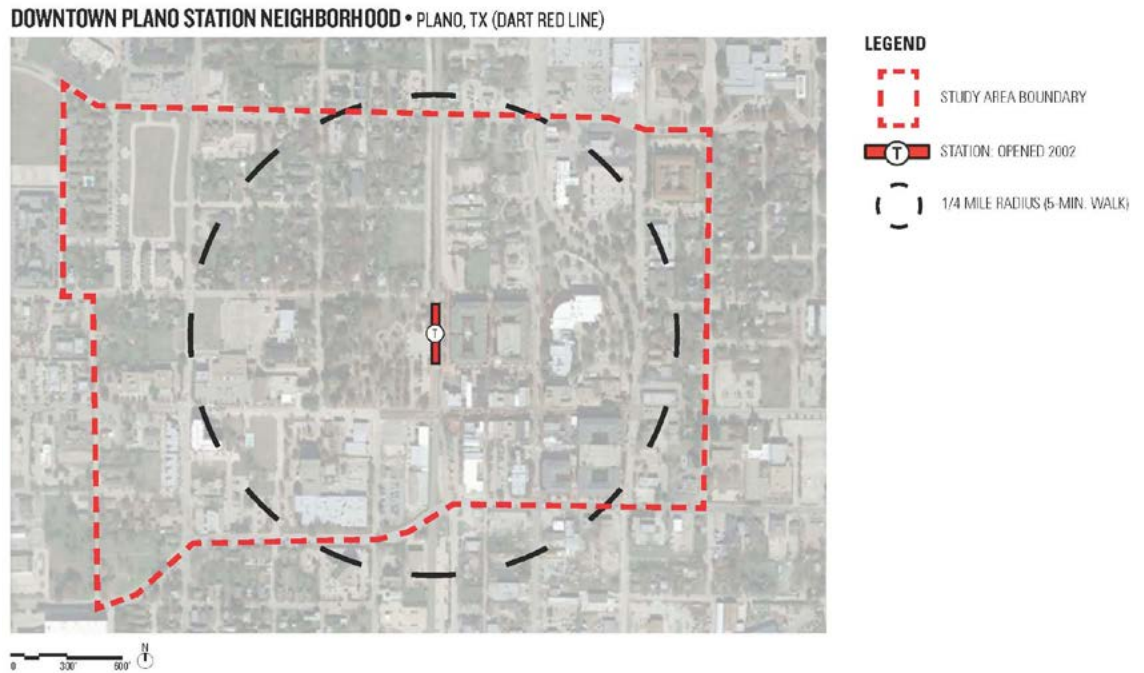 DOWNTOWN PLANO STATION NEIGHBORHOOD • PLANO, TX (DART RED LINE)
LEGEND
STUDY AREA BOUNDARY
T
STATION: OPENED 2002
1/4 MILE RADIUS (5-MIN. WALK)
T
N
0 300' 600'